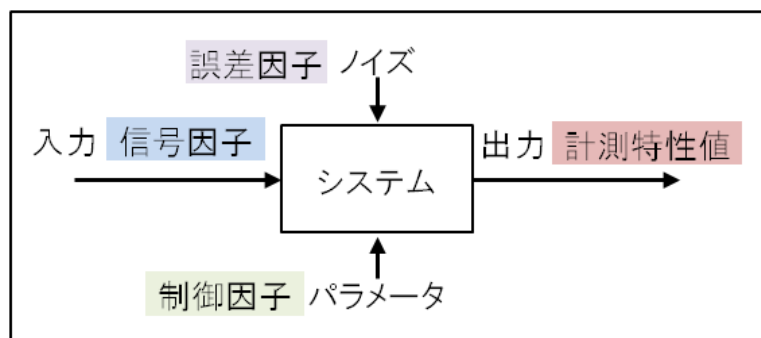 誤差因子 ノイズ
入力 信号因子
システム
出力 計測特性値
制御因子 パラメータ